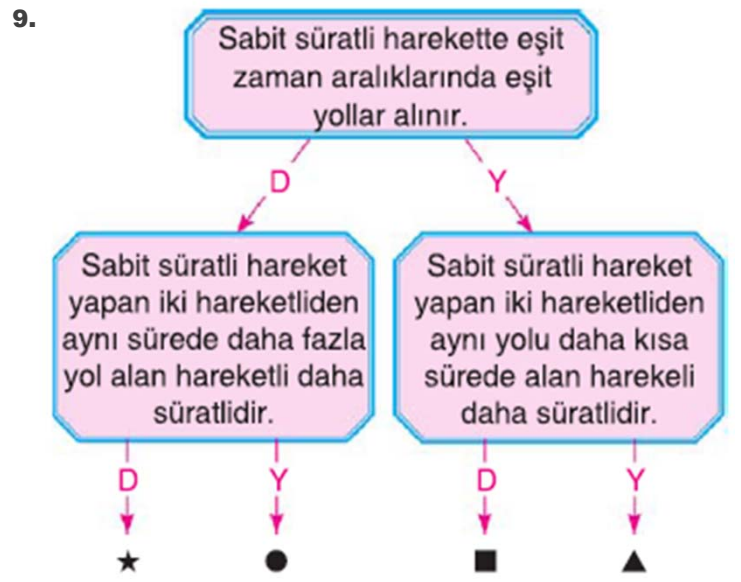 9.
Sabit süratli harekette eşit
zaman aralıklarında eşit
yollar alınır.
D
Y
Sabit süratli hareket
yapan iki hareketliden
aynı sürede daha fazla
yol alan hareketli daha
süratlidir.
Sabit süratli hareket
yapan iki hareketliden
aynı yolu daha kısa
sürede alan harekeli
daha süratlidir.
D
Y
D
Y